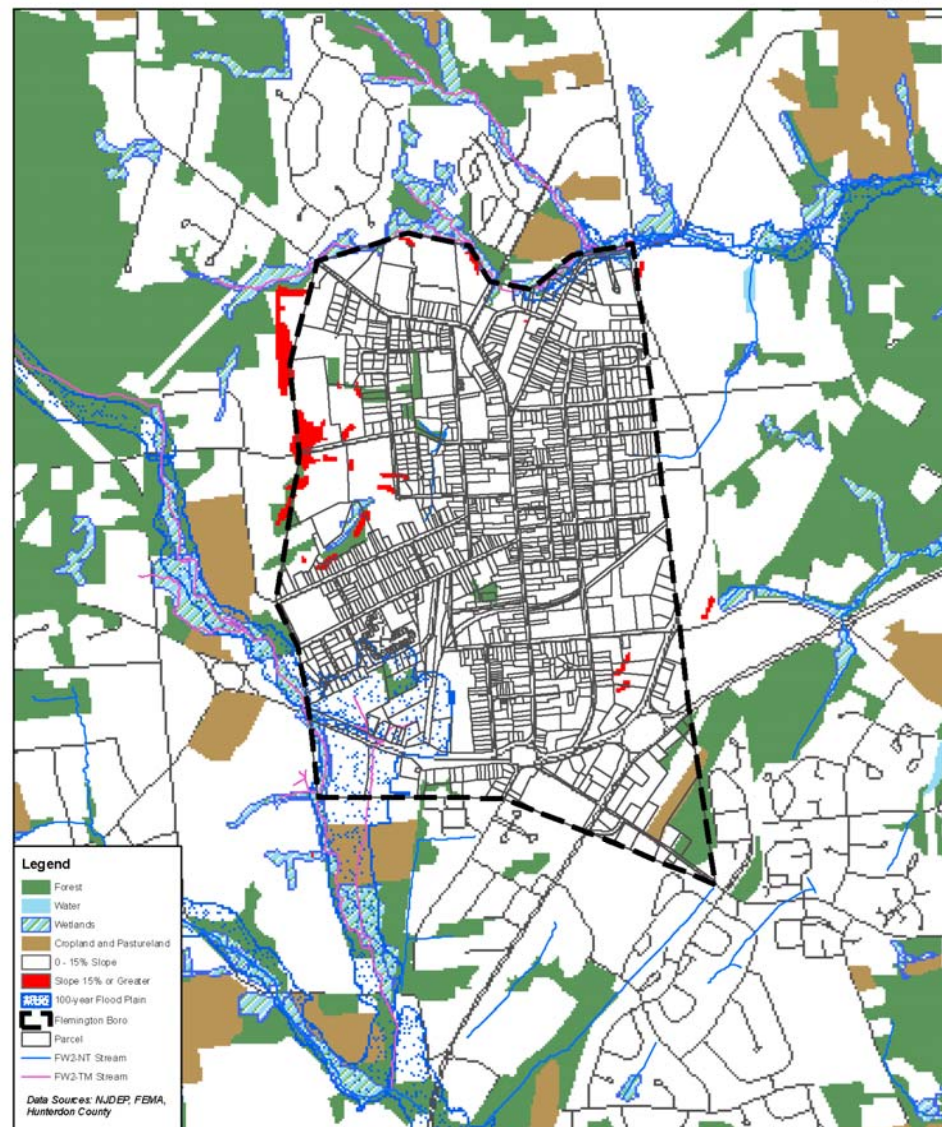 Legend
Forest
Water
Wetlands
Cropland and Pastureland
0 - 15% Slope
Slope 15% or Greater
100-year Flood Plain
Flemington Boro
Parcel
FW2-NT Stream
FW2-TM Stream
Data Sources: NJDEP, FEMA,
Hunterdon County